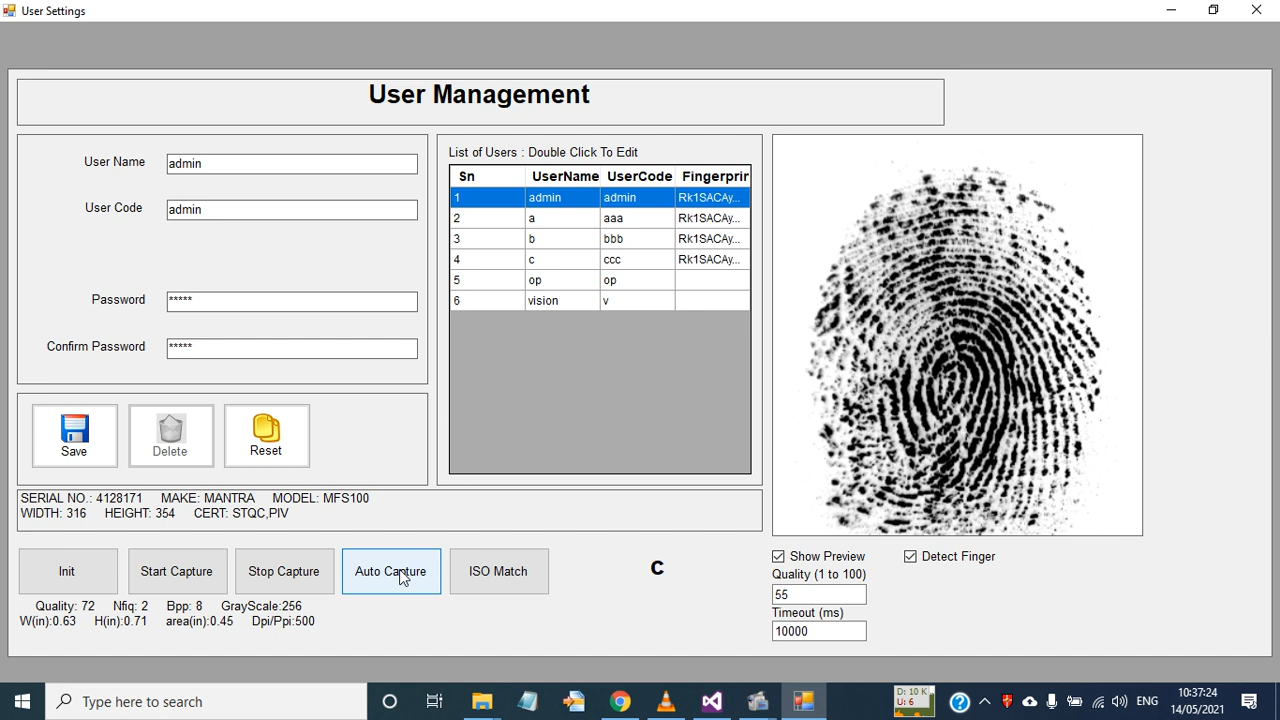 User Settings
User Management
User Name admin
User Code admin
Password *****
Confirm Password *****
List of Users : Double Click To Edit
Sn UserName UserCode Fingerprir
1 admin admin Rk1SACAy...
2 a aaa Rk1SACAy...
3 b bbb Rk1SACAy...
4 c ccc Rk1SACAy...
5 op op
6 vision v
Save Delete Reset
SERIAL NO.: 4128171 MAKE: MANTRA MODEL: MFS100
WIDTH: 316 HEIGHT: 354 CERT: STQC,PIV
Init Start Capture Stop Capture Auto Capture ISO Match
c
Quality: 72 Nfiq: 2 Bpp: 8 GrayScale:256
W(in):0.63 H(in):0.71 area(in):0.45 Dpi/Ppi:500
Show Preview Detect Finger
Quality (1 to 100)
55
Timeout (ms)
10000
Type here to search
D: 10 K
U: 6
ENG
10:37:24
14/05/2021